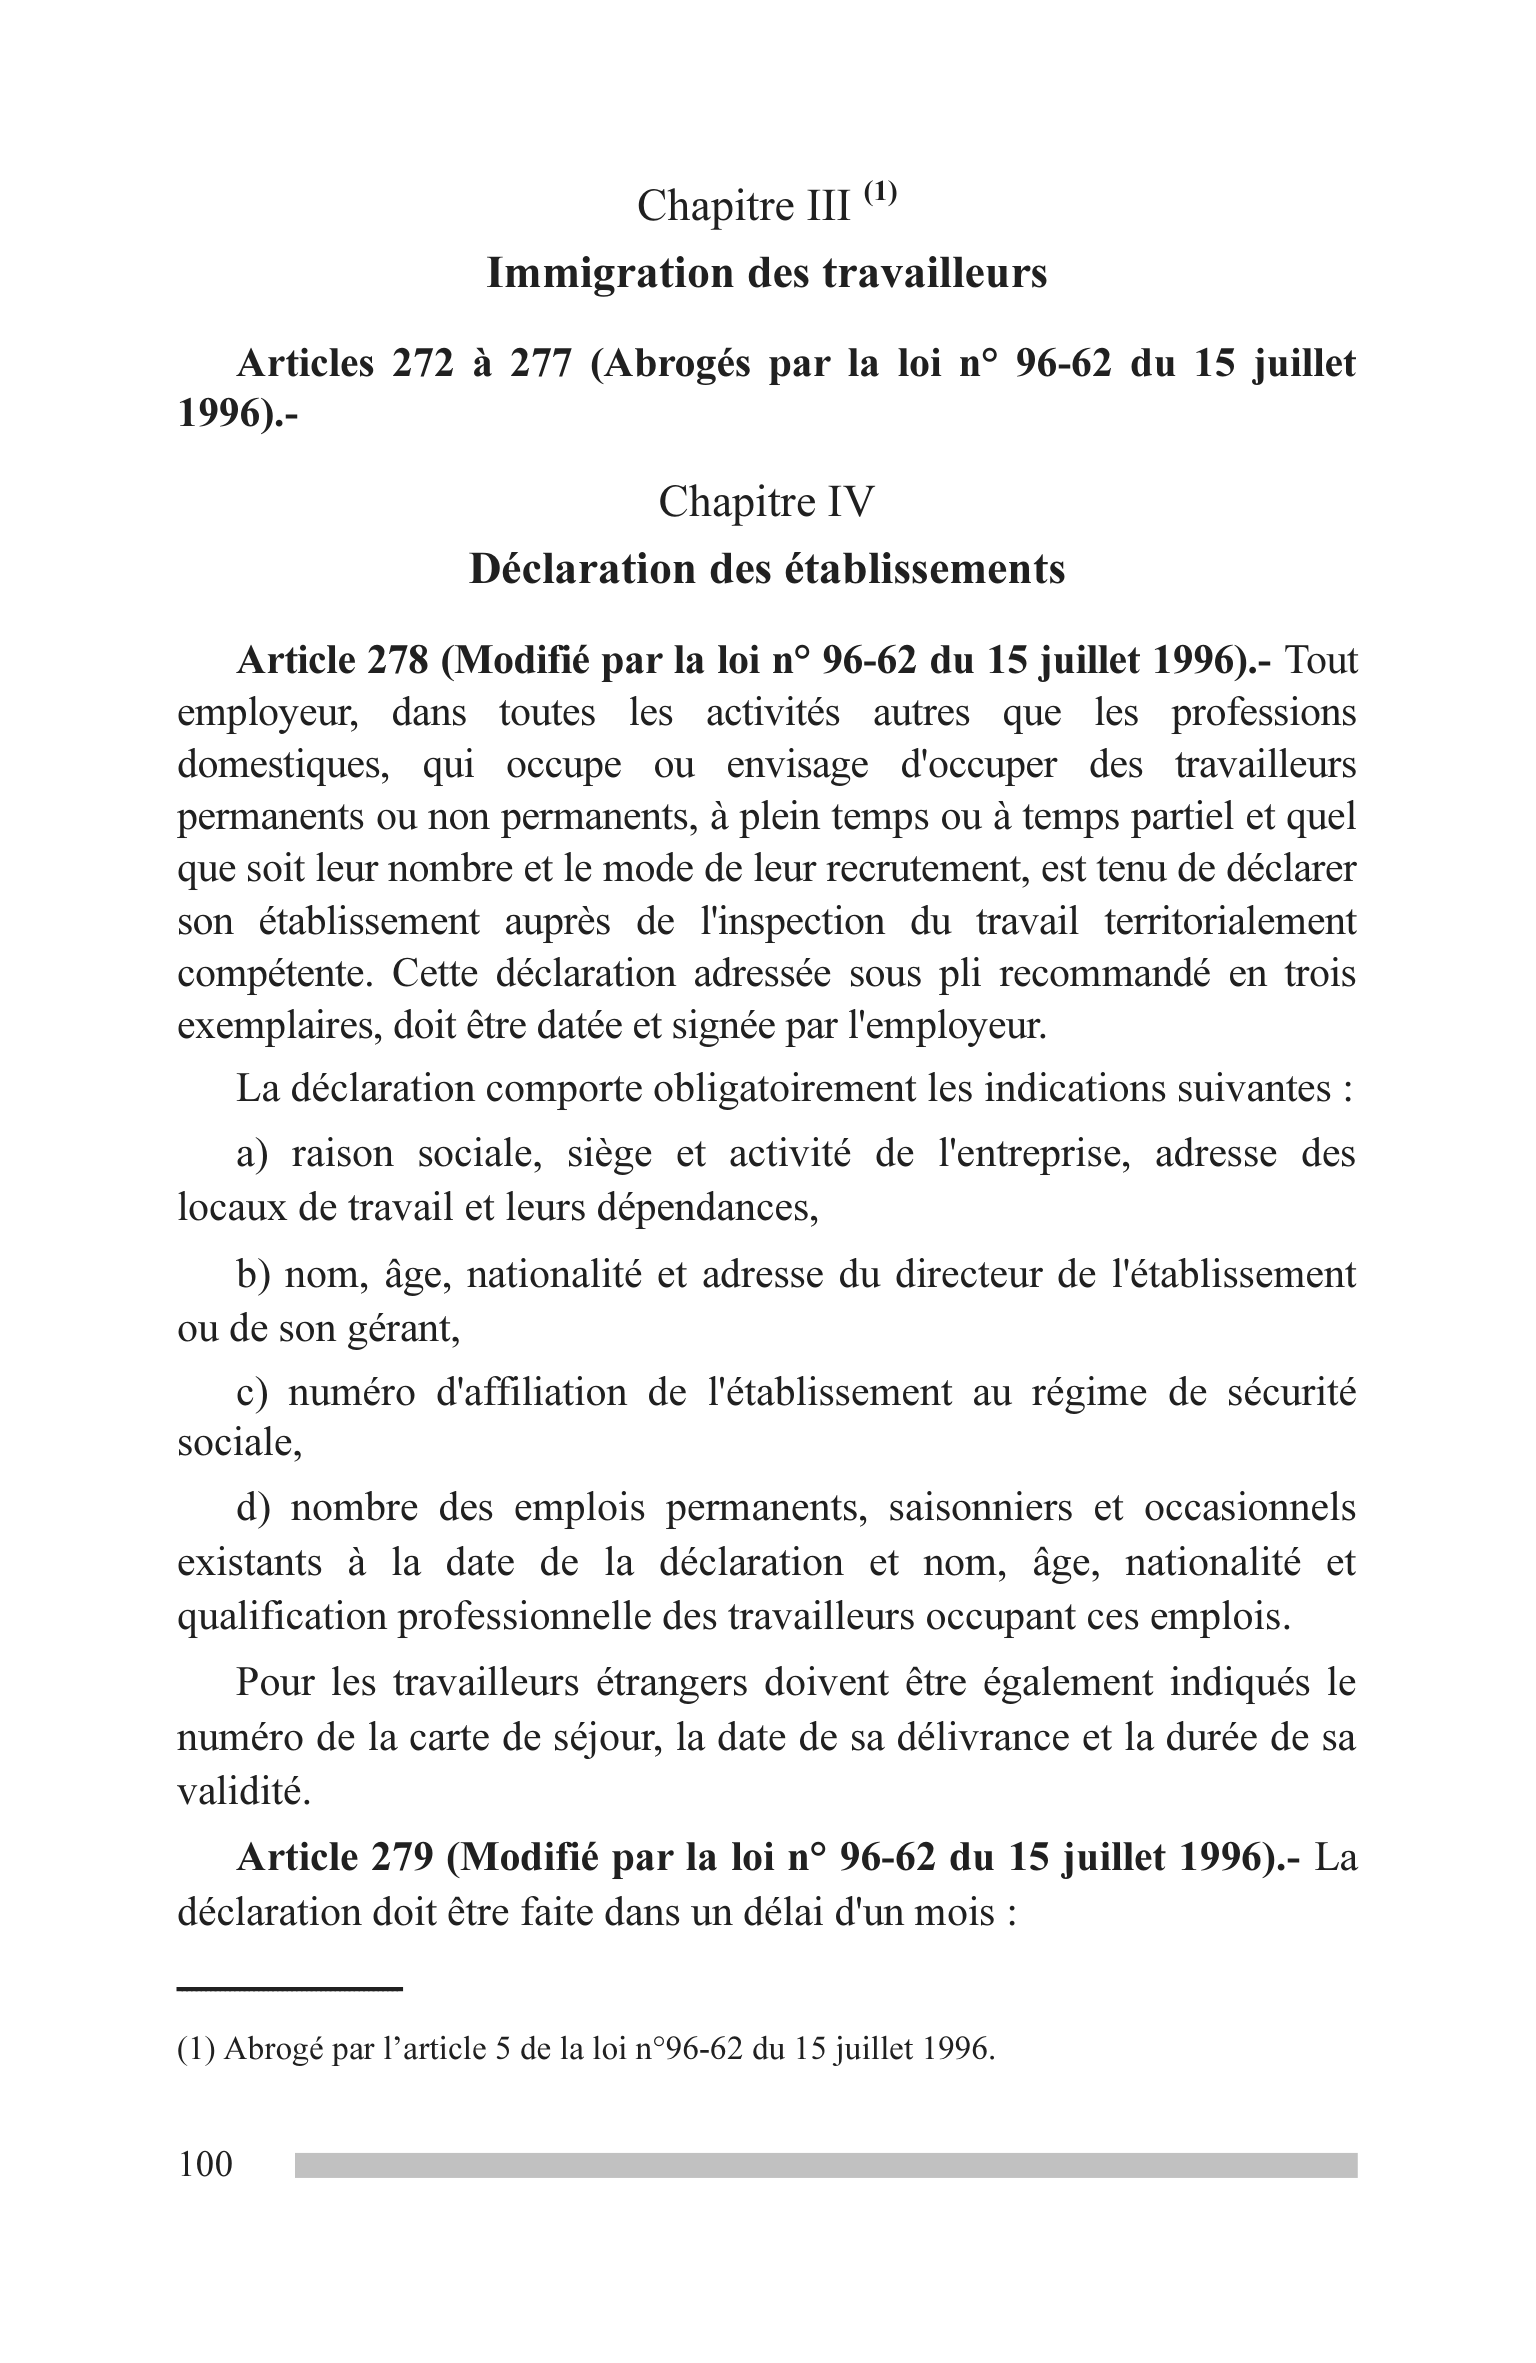 Chapitre III (1)
Immigration des travailleurs
Articles 272 à 277 (Abrogés par la loi n° 96-62 du 15 juillet
1996).-
Chapitre IV
Déclaration des établissements
Article 278 (Modifié par la loi n° 96-62 du 15 juillet 1996).- Tout
employeur, dans toutes les activités autres que les professions
domestiques, qui occupe ou envisage d'occuper des travailleurs
permanents ou non permanents, à plein temps ou à temps partiel et quel
que soit leur nombre et le mode de leur recrutement, est tenu de déclarer
son établissement auprès de l'inspection du travail territorialement
compétente. Cette déclaration adressée sous pli recommandé en trois
exemplaires, doit être datée et signée par l'employeur.
La déclaration comporte obligatoirement les indications suivantes :
a) raison sociale, siège et activité de l'entreprise, adresse des
locaux de travail et leurs dépendances,
b) nom, âge, nationalité et adresse du directeur de l'établissement
ou de son gérant,
c) numéro d'affiliation de l'établissement au régime de sécurité
sociale,
d) nombre des emplois permanents, saisonniers et occasionnels
existants à la date de la déclaration et nom, âge, nationalité et
qualification professionnelle des travailleurs occupant ces emplois.
Pour les travailleurs étrangers doivent être également indiqués le
numéro de la carte de séjour, la date de sa délivrance et la durée de sa
validité.
Article 279 (Modifié par la loi n° 96-62 du 15 juillet 1996).- La
déclaration doit être faite dans un délai d'un mois :
(1) Abrogé par l’article 5 de la loi n°96-62 du 15 juillet 1996.
100